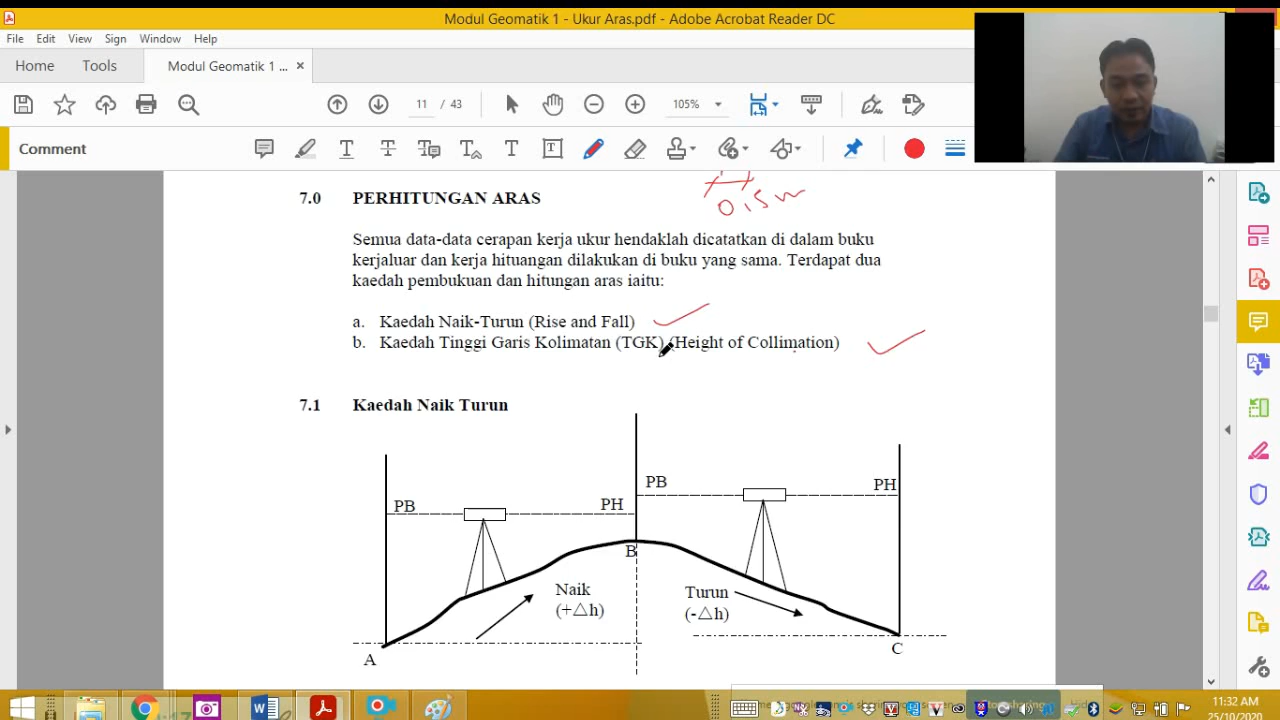 Modul Geomatik 1 - Ukur Aras.pdf - Adobe Acrobat Reader DC
File Edit View Sign Window Help
Home Tools Modul Geomatik 1 ... ×
11 / 43 105%
Comment
0.5m
7.0 PERHITUNGAN ARAS
Semua data-data cerapan kerja ukur hendaklah dicatatkan di dalam buku
kerjaluar dan kerja hituangan dilakukan di buku yang sama. Terdapat dua
kaedah pembukuan dan hitungan aras iaitu:
a. Kaedah Naik-Turun (Rise and Fall)
b. Kaedah Tinggi Garis Kolimatan (TGK) (Height of Collimation)
7.1 Kaedah Naik Turun
PB PH
PB PH
B
Naik
(+△h)
Turun
(-△h)
A
C
11:32 AM
25/10/2020